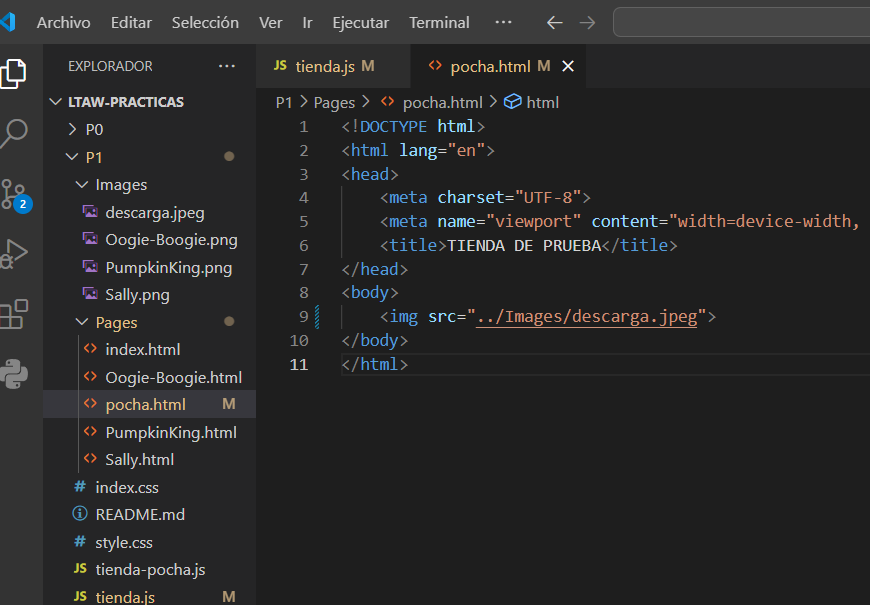 Archivo Editar Selección Ver Ir Ejecutar Terminal ···
EXPLORADOR ···
JS tienda.js M
<> pocha.html M
LTAW-PRACTICAS
P1 > Pages > <> pocha.html > html
P0
P1
Images
descarga.jpeg
Oogie-Boogie.png
PumpkinKing.png
Sally.png
Pages
<> index.html
<> Oogie-Boogie.html
<> pocha.html M
<> PumpkinKing.html
<> Sally.html
# index.css
README.md
# style.css
JS tienda-pocha.js
JS tienda.js M
2
1 <!DOCTYPE html>
2 <html lang="en">
3 <head>
4 <meta charset="UTF-8">
5 <meta name="viewport" content="width=device-width,
6 <title>TIENDA DE PRUEBA</title>
7 </head>
8 <body>
9 <img src="../Images/descarga.jpeg">
10 </body>
11 </html>